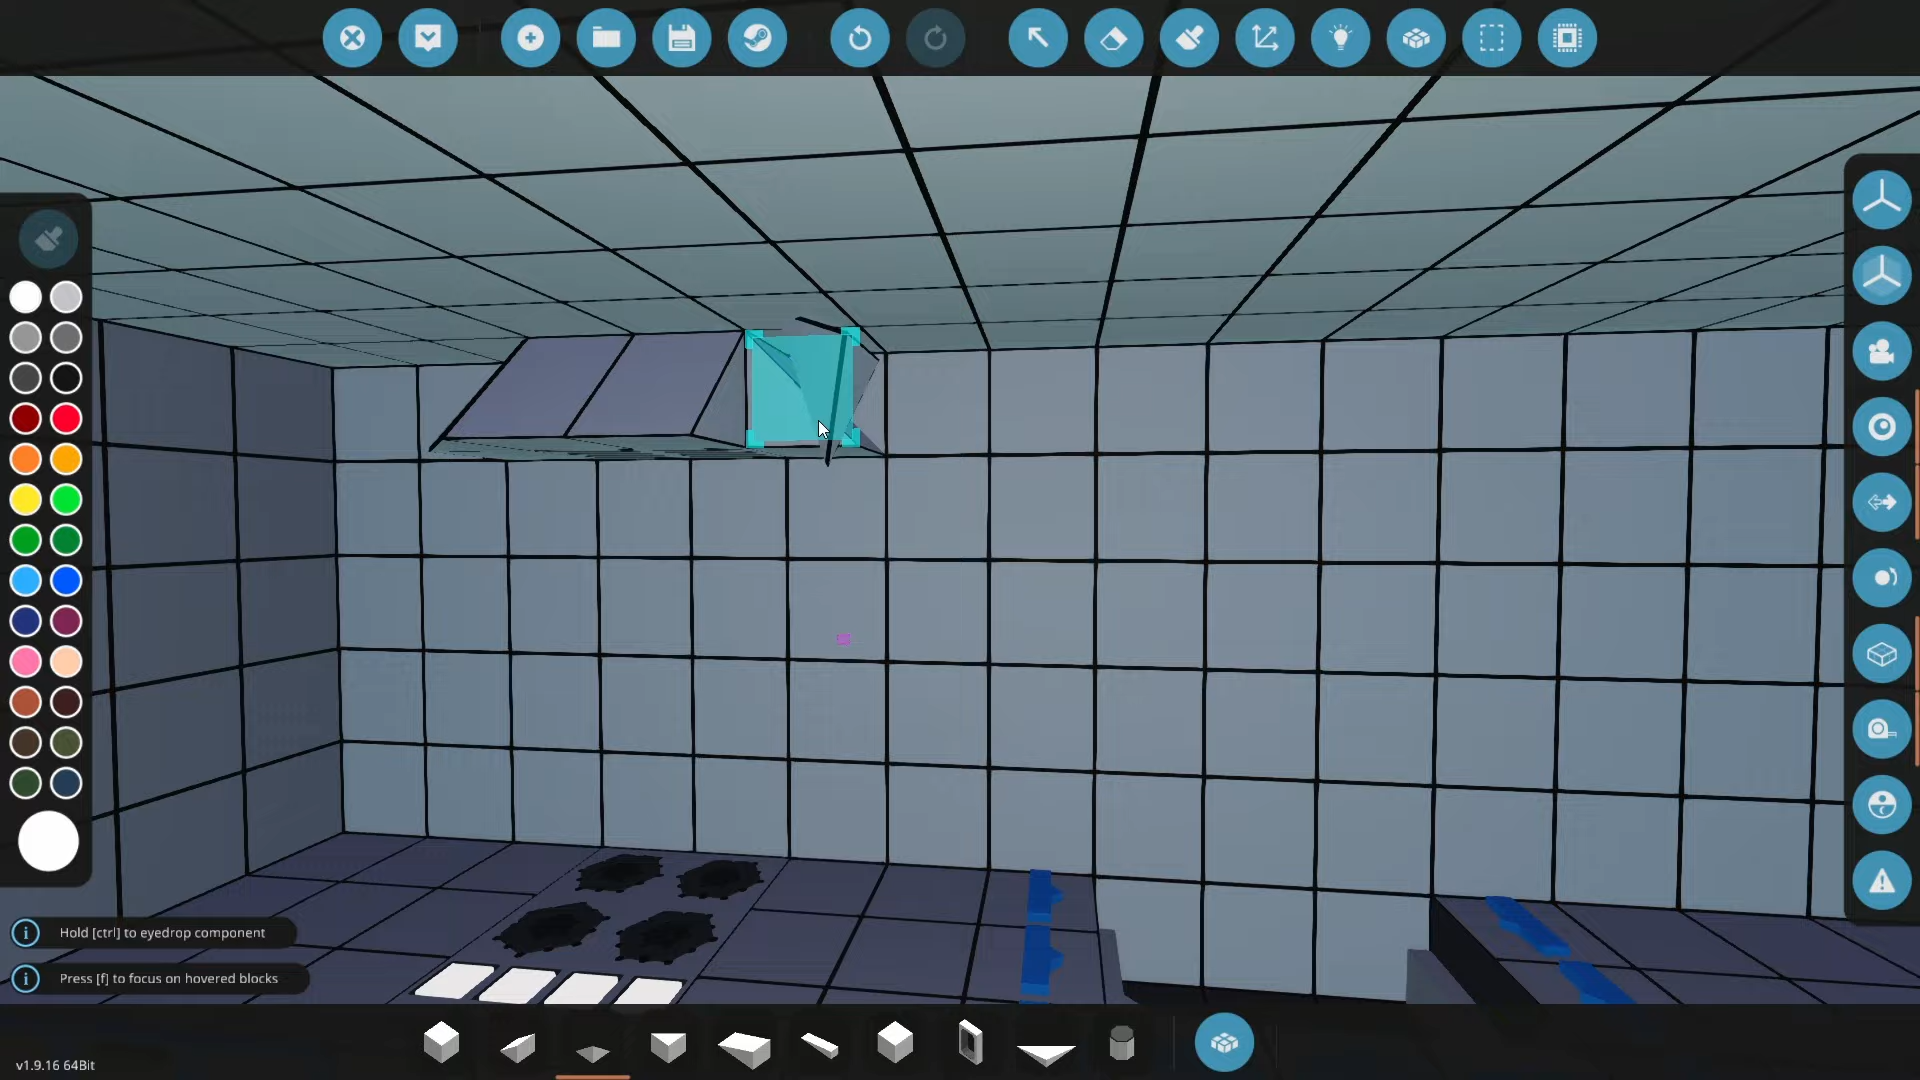 Hold [ctrl] to eyedrop component
Press [f] to focus on hovered blocks
v1.9.16 64Bit